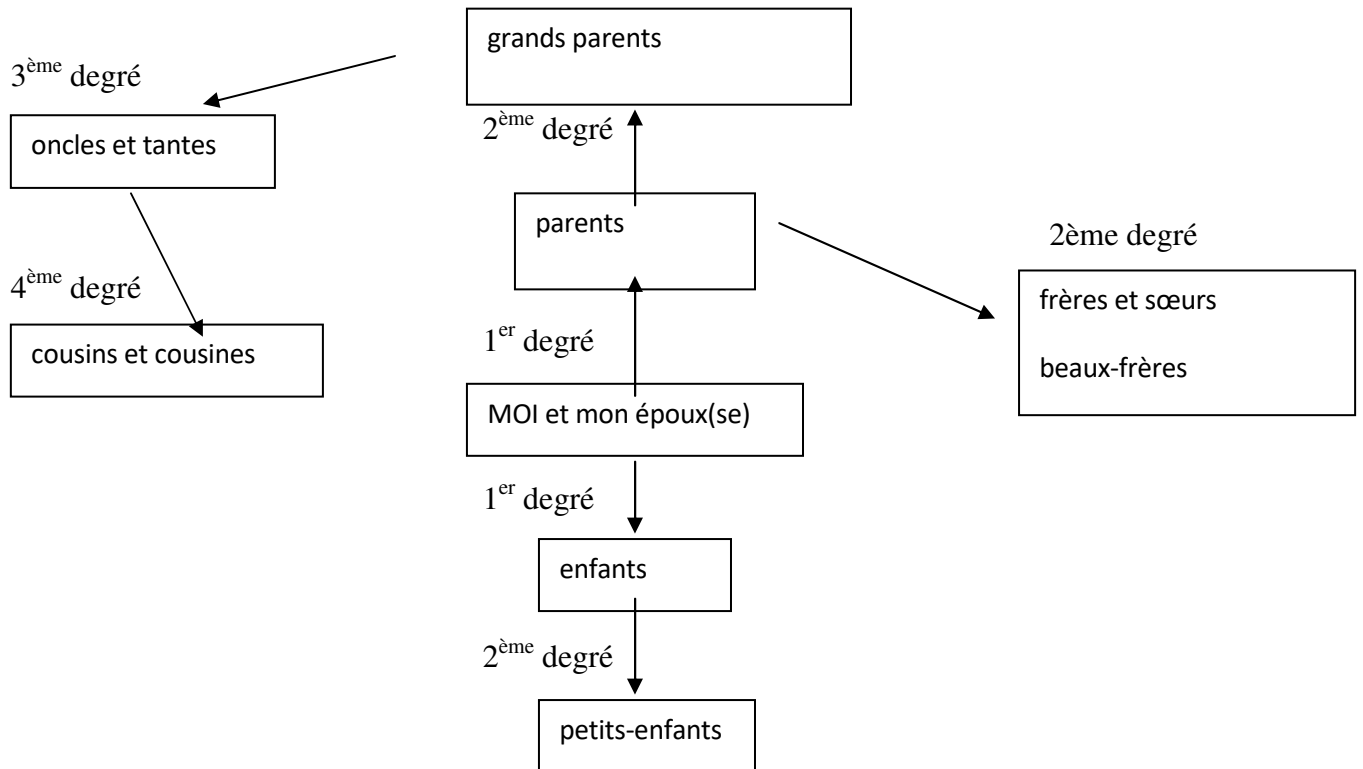 grands parents
3ème degré
2ème degré
oncles et tantes
parents
2ème degré
4ème degré
frères et sœurs
1er degré
cousins et cousines
beaux-frères
MOI et mon époux(se)
1er degré
enfants
2ème degré
petits-enfants